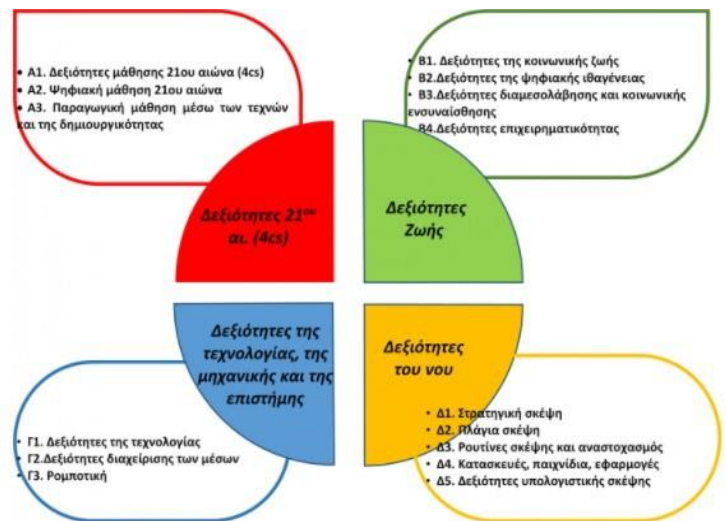 • Α1. Δεξιότητες μάθησης 21ου αιώνα (4cs)
• Α2. Ψηφιακή μάθηση 21ου αιώνα
• Α3. Παραγωγική μάθηση μέσω των τεχνών
και της δημιουργικότητας
• Β1. Δεξιότητες της κοινωνικής ζωής
• Β2.Δεξιότητες της ψηφιακής ιθαγένειας
• Β3.Δεξιότητες διαμεσολάβησης και κοινωνικής
ενσυναίσθησης
• Β4.Δεξιότητες επιχειρηματικότητας
Δεξιότητες 21ου
αι. (4cs)
Δεξιότητες
Ζωής
Δεξιότητες της
τεχνολογίας, της
μηχανικής και της
επιστήμης
Δεξιότητες
του νου
• Γ1. Δεξιότητες της τεχνολογίας
• Γ2.Δεξιότητες διαχείρισης των μέσων
• Γ3. Ρομποτική
• Δ1. Στρατηγική σκέψη
• Δ2. Πλάγια σκέψη
• Δ3. Ρουτίνες σκέψης και αναστοχασμός
• Δ4. Κατασκευές, παιχνίδια, εφαρμογές
• Δ5. Δεξιότητες υπολογιστικής σκέψης